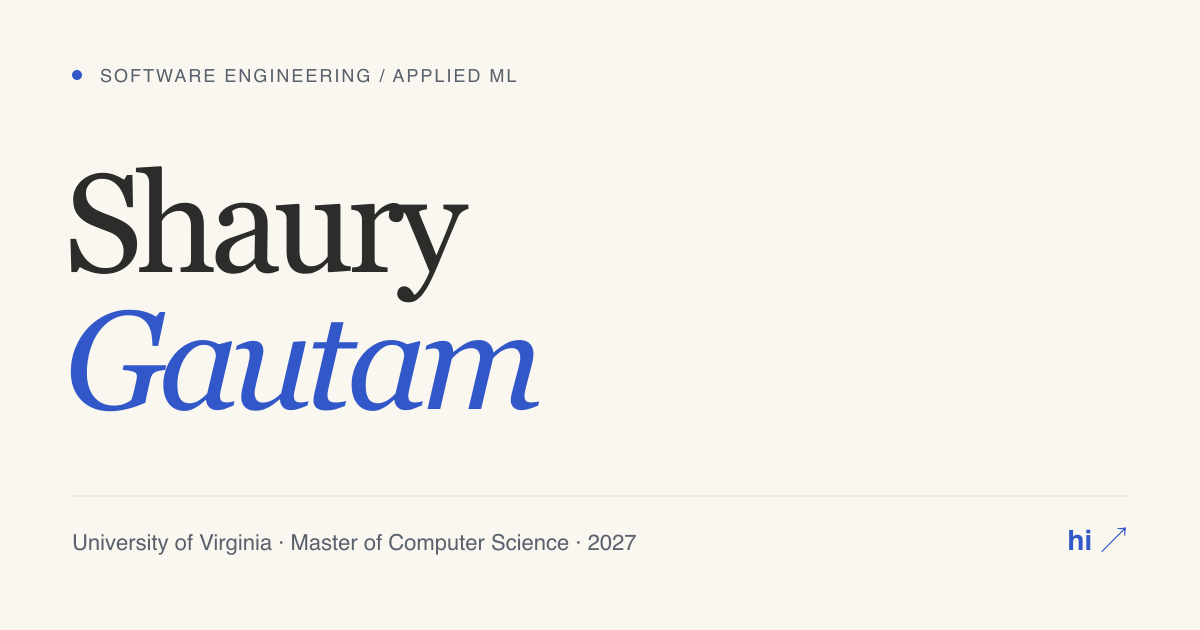 SOFTWARE ENGINEERING / APPLIED ML
Shaury
Gautam
University of Virginia · Master of Computer Science · 2027
hi ↗